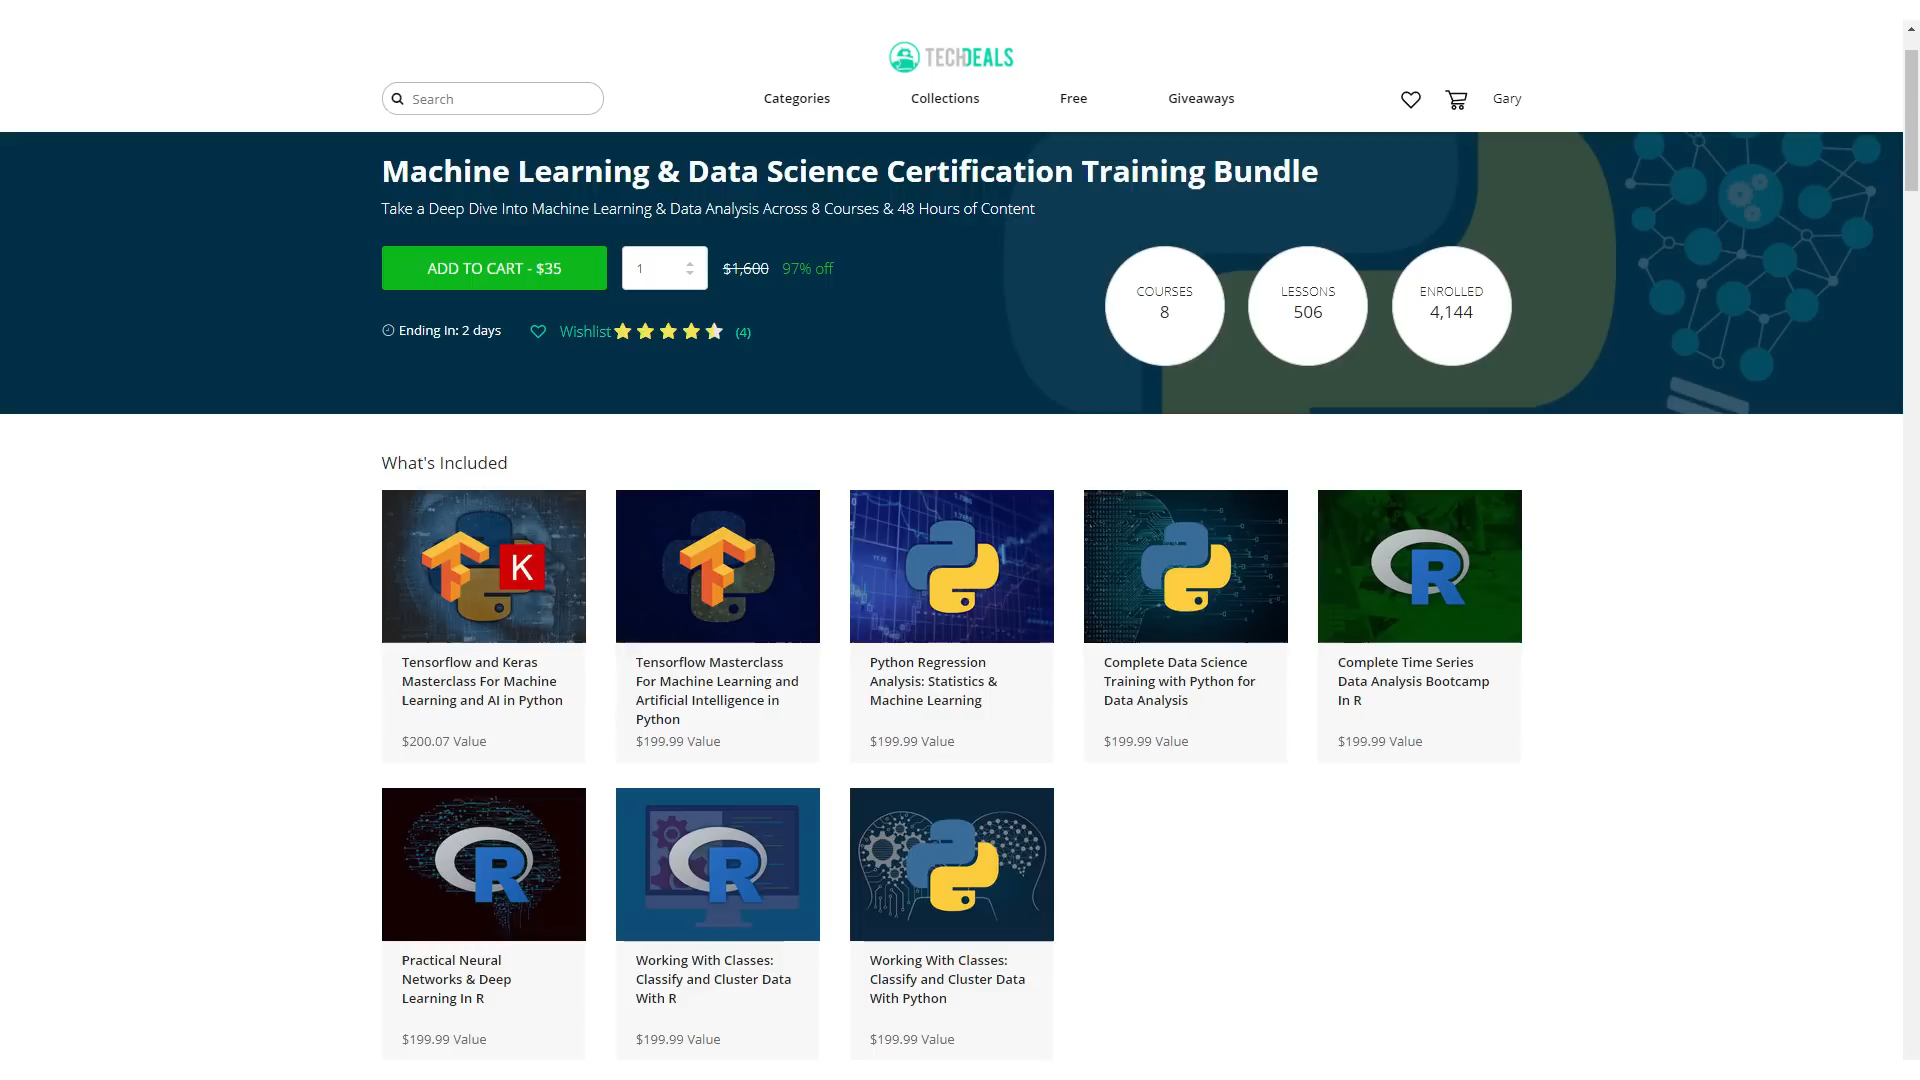 TECHDEALS
Search
Categories
Collections
Free
Giveaways
Gary
Machine Learning & Data Science Certification Training Bundle
Take a Deep Dive Into Machine Learning & Data Analysis Across 8 Courses & 48 Hours of Content
ADD TO CART - $35
1
$1,600
97% off
COURSES
8
LESSONS
506
ENROLLED
4,144
Ending In: 2 days
Wishlist
(4)
What's Included
K
R
Tensorflow and Keras
Masterclass For Machine
Learning and AI in Python
$200.07 Value
Tensorflow Masterclass
For Machine Learning and
Artificial Intelligence in
Python
$199.99 Value
Python Regression
Analysis: Statistics &
Machine Learning
$199.99 Value
Complete Data Science
Training with Python for
Data Analysis
$199.99 Value
Complete Time Series
Data Analysis Bootcamp
In R
$199.99 Value
R
R
Practical Neural
Networks & Deep
Learning In R
$199.99 Value
Working With Classes:
Classify and Cluster Data
With R
$199.99 Value
Working With Classes:
Classify and Cluster Data
With Python
$199.99 Value